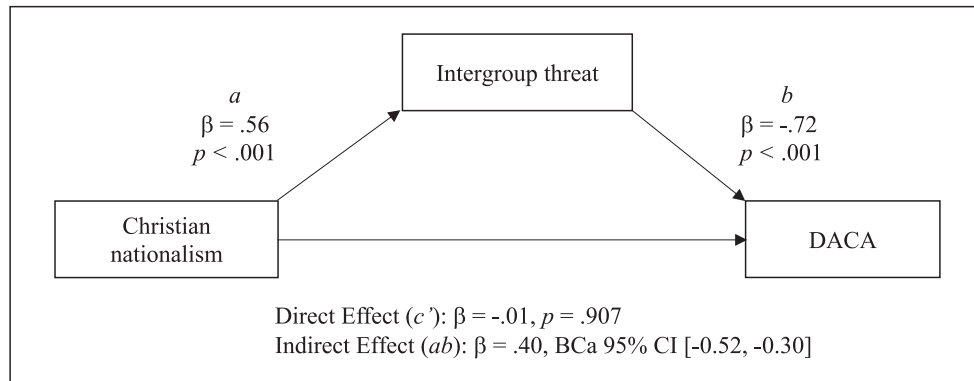 Intergroup threat
a
β = .56
p < .001
b
β = -.72
p < .001
Christian
nationalism
DACA
Direct Effect (c’): β = -.01, p = .907
Indirect Effect (ab): β = .40, BCa 95% CI [-0.52, -0.30]